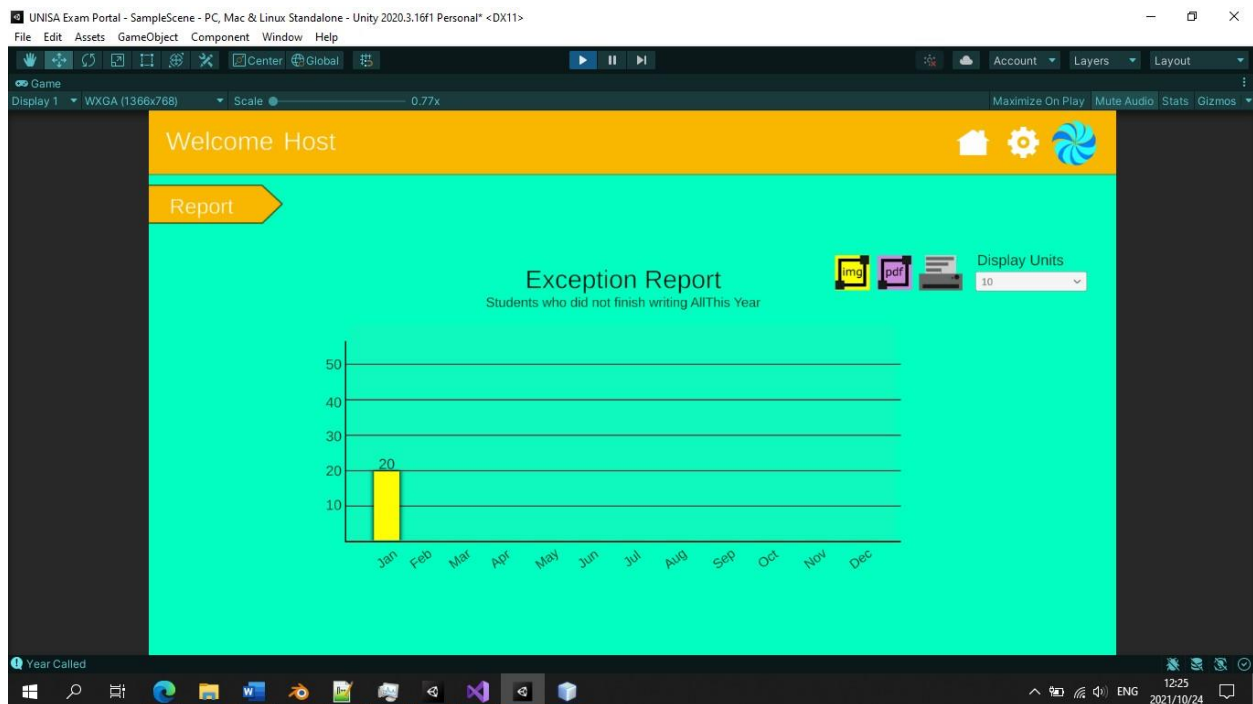 UNISA Exam Portal - SampleScene - PC, Mac & Linux Standalone - Unity 2020.3.16f1 Personal* <DX11>
File Edit Assets GameObject Component Window Help
Center Global
Account Layers Layout
Game
Display 1 WXGA (1366x768) Scale 0.77x Maximize On Play Mute Audio Stats Gizmos
Welcome Host
Report
img pdf Display Units
10
Exception Report
Students who did not finish writing AllThis Year
50
40
30
20
20
10
Jan Feb Mar Apr May Jun Jul Aug Sep Oct Nov Dec
Year Called
ENG
12:25
2021/10/24